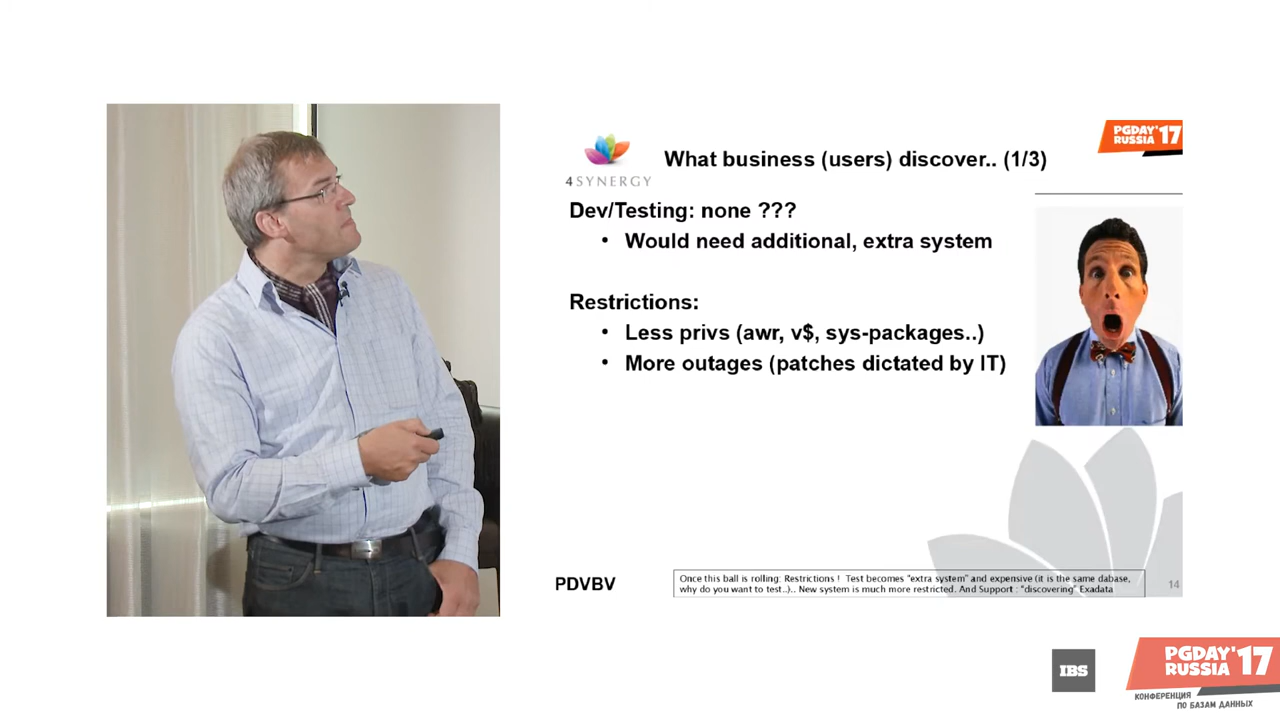 PGDAY'17
RUSSIA
4SYNERGY
What business (users) discover.. (1/3)
Dev/Testing: none ???
• Would need additional, extra system
Restrictions:
• Less privs (awr, v$, sys-packages..)
• More outages (patches dictated by IT)
PDVBV
Once this ball is rolling: Restrictions ! Test becomes "extra system" and expensive (it is the same dabase,
why do you want to test..).. New system is much more restricted. And Support : "discovering" Exadata
14
IBS
PGDAY'17
RUSSIA
КОНФЕРЕНЦИЯ
ПО БАЗАМ ДАННЫХ